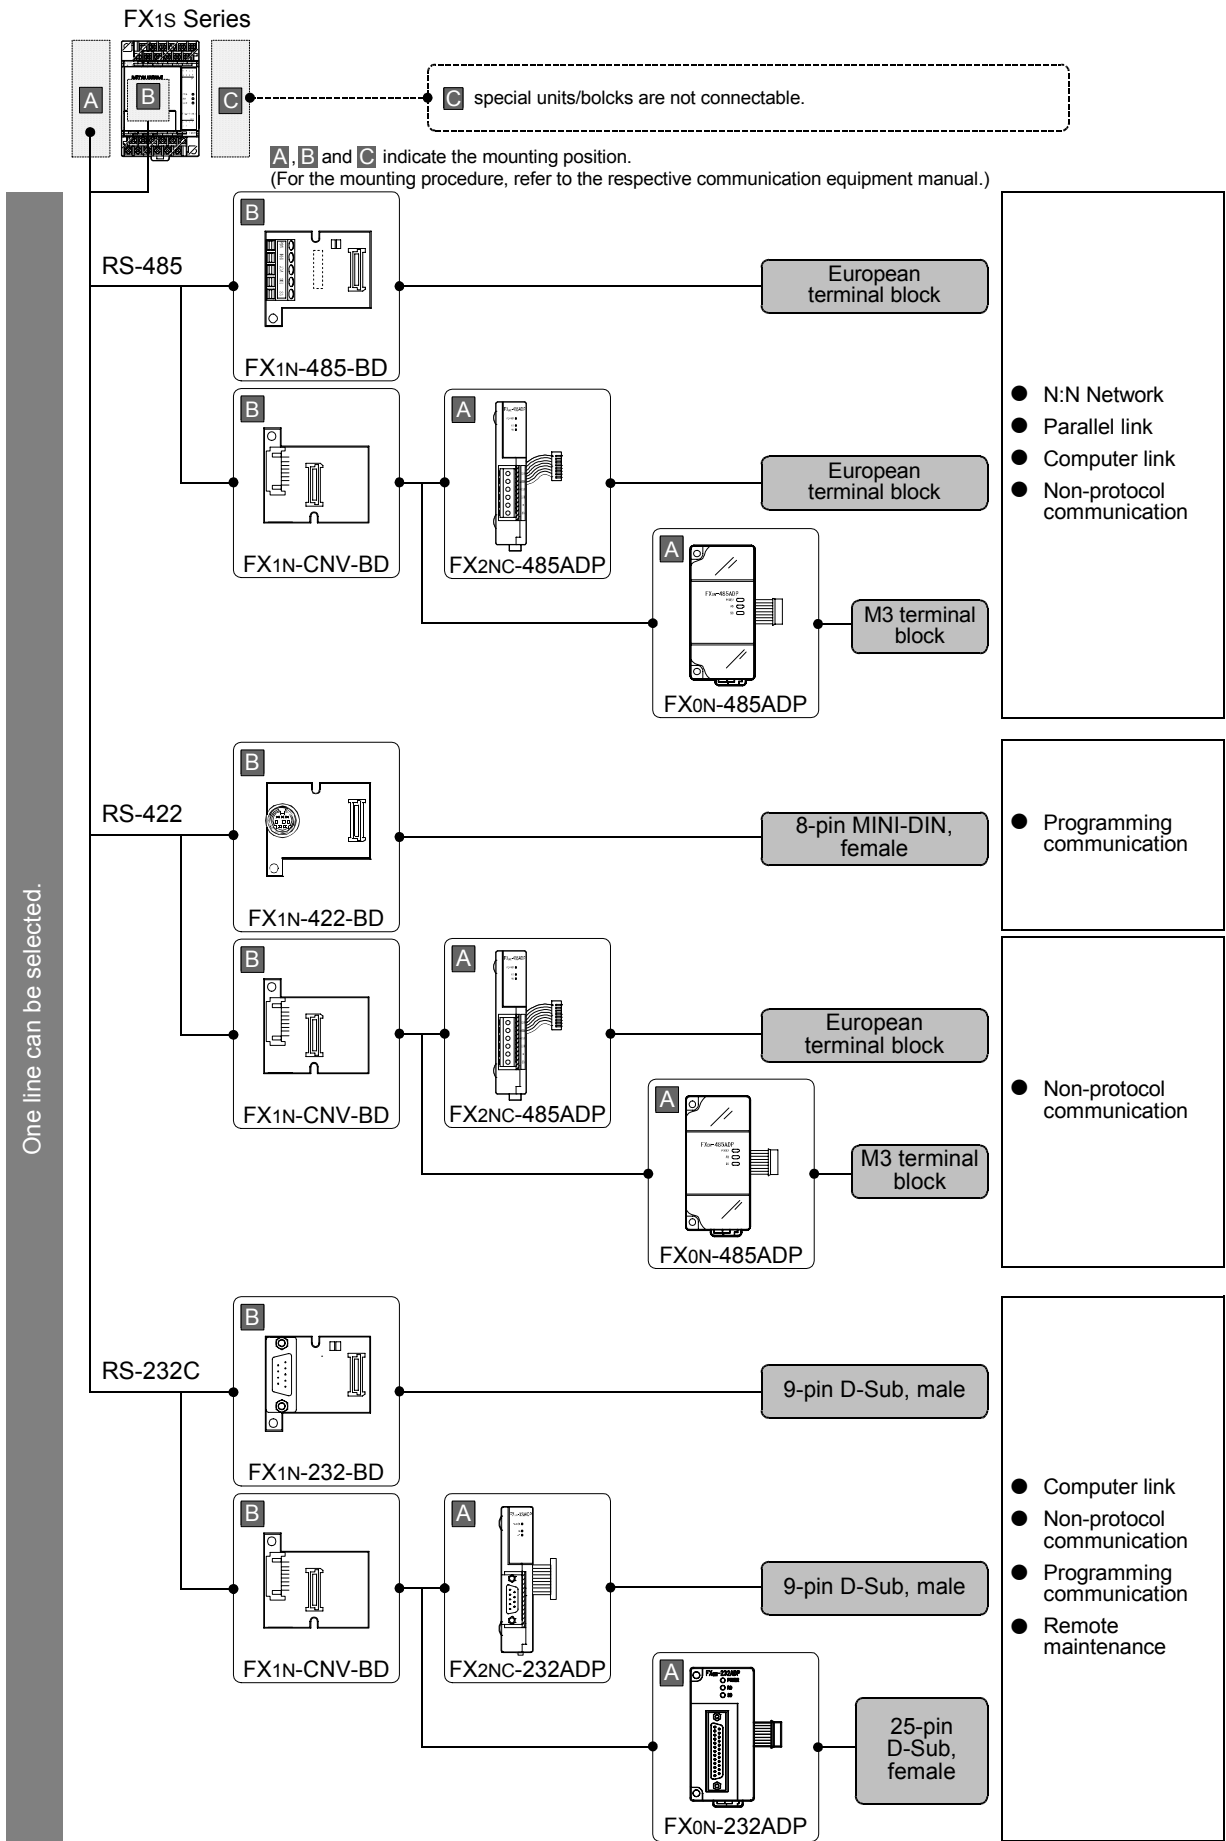 FX1S Series
A B C
C special units/bolcks are not connectable.
A, B and C indicate the mounting position.
(For the mounting procedure, refer to the respective communication equipment manual.)
One line can be selected.
RS-485
B
FX1N-485-BD
European
terminal block
B
FX1N-CNV-BD
A
FX2NC-485ADP
European
terminal block
A
FX0N-485ADP
FX0N-485ADP
M3 terminal
block
● N:N Network
● Parallel link
● Computer link
● Non-protocol
communication
RS-422
B
FX1N-422-BD
8-pin MINI-DIN,
female
● Programming
communication
B
FX1N-CNV-BD
A
FX2NC-485ADP
European
terminal block
A
FX0N-485ADP
FX0N-485ADP
M3 terminal
block
● Non-protocol
communication
RS-232C
B
FX1N-232-BD
9-pin D-Sub, male
B
FX1N-CNV-BD
A
FX2NC-232ADP
9-pin D-Sub, male
A
FX0N-232ADP
FX0N-232ADP
25-pin
D-Sub,
female
● Computer link
● Non-protocol
communication
● Programming
communication
● Remote
maintenance